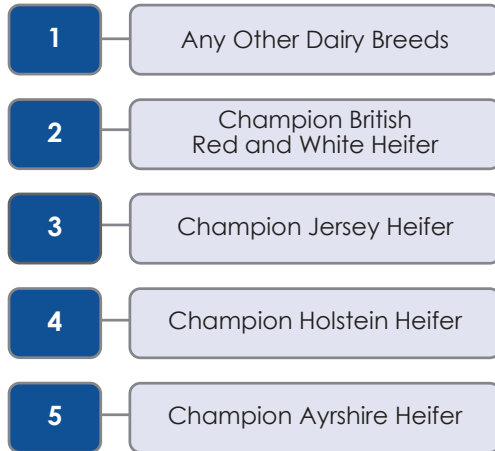 1
Any Other Dairy Breeds
2
Champion British
Red and White Heifer
3
Champion Jersey Heifer
4
Champion Holstein Heifer
5
Champion Ayrshire Heifer